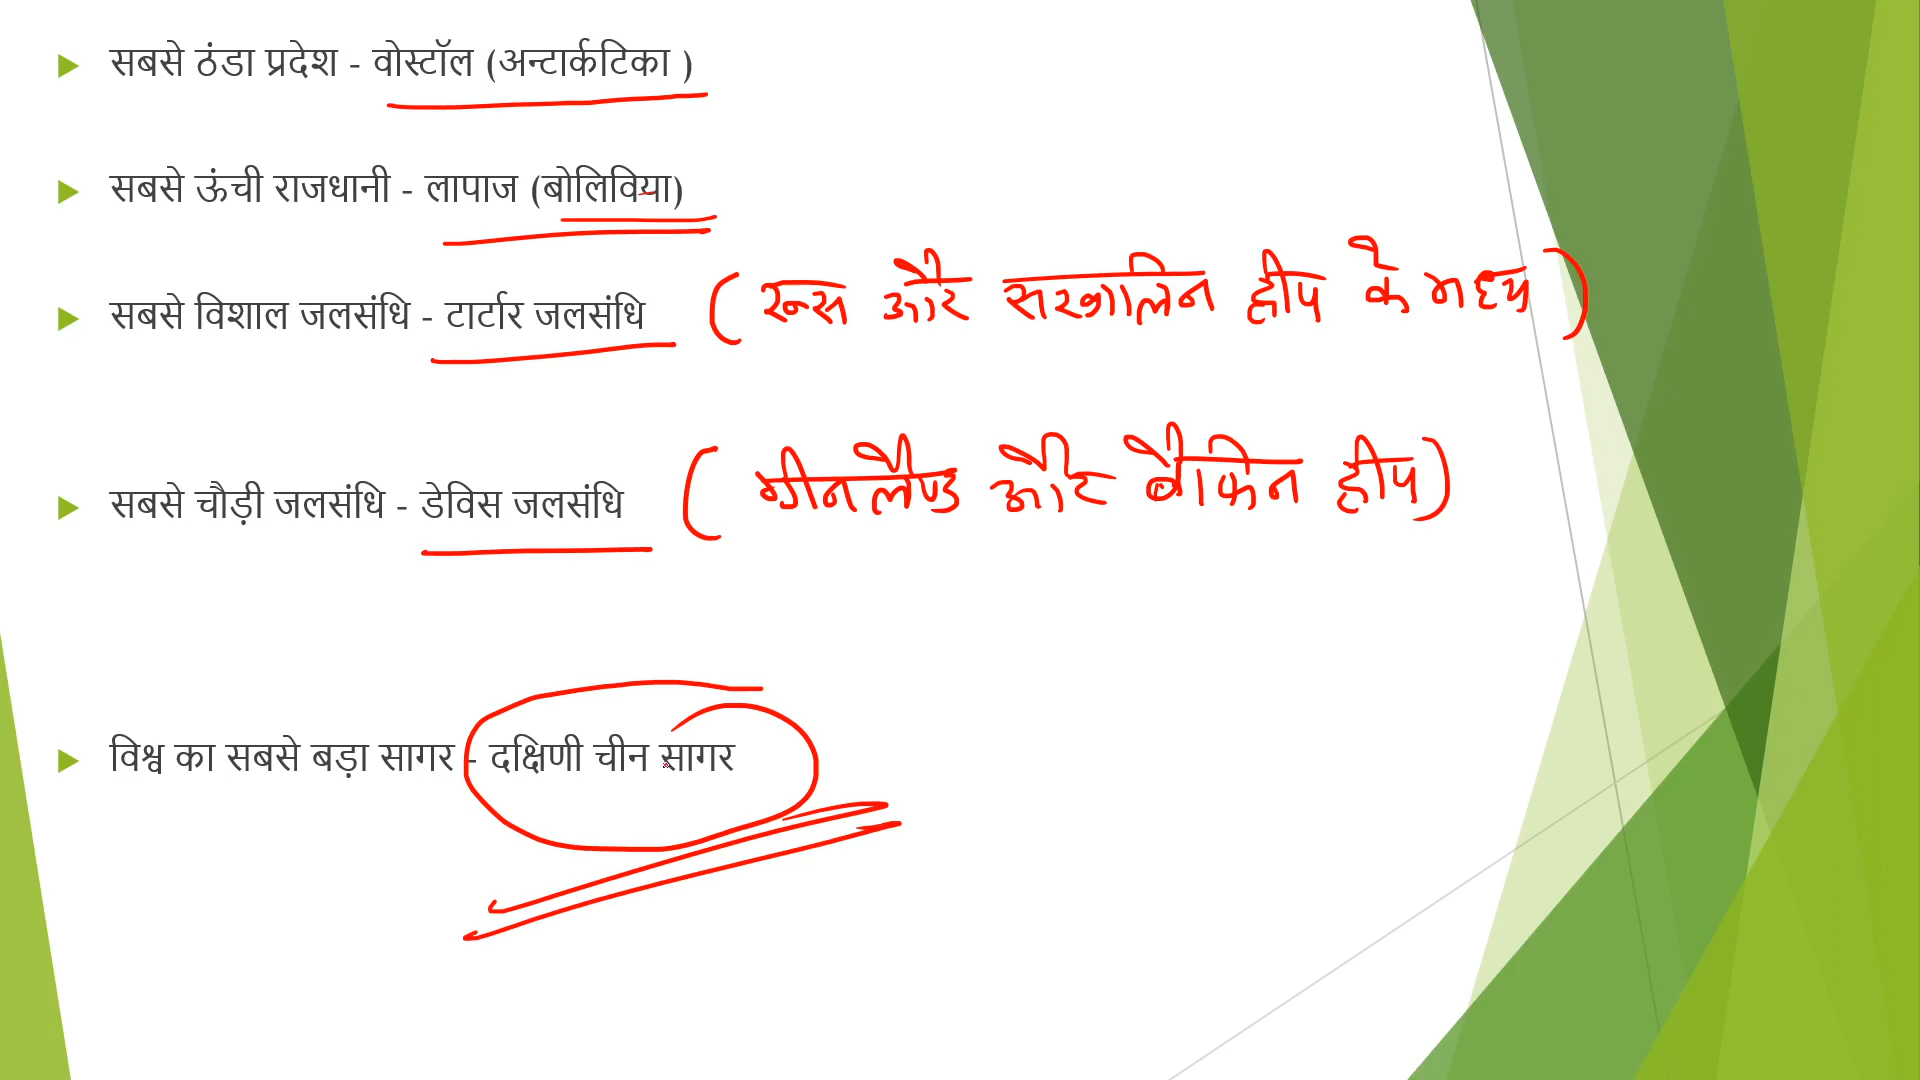 सबसे ठंडा प्रदेश - वोस्टॉल (अन्टार्कटिका )
सबसे ऊंची राजधानी - लापाज (बोलिविया)
सबसे विशाल जलसंधि - टार्टार जलसंधि (रूस और सखालिन द्वीप के मध्य)
सबसे चौड़ी जलसंधि - डेविस जलसंधि (ग्रीनलैण्ड और बैफिन द्वीप)
विश्व का सबसे बड़ा सागर - दक्षिणी चीन सागर